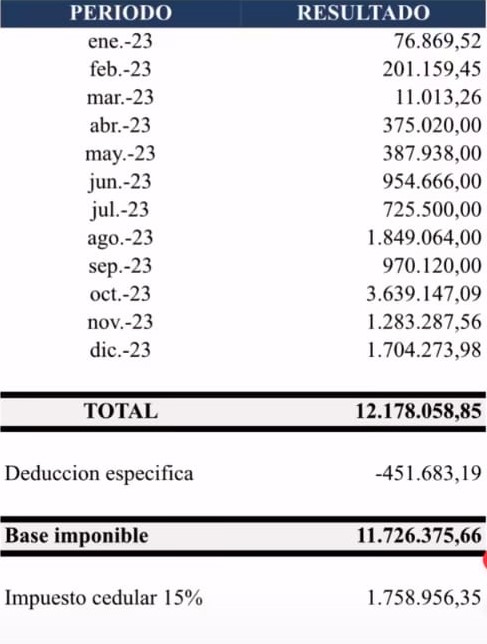 PERIODO RESULTADO
ene.-23 76.869,52
feb.-23 201.159,45
mar.-23 11.013,26
abr.-23 375.020,00
may.-23 387.938,00
jun.-23 954.666,00
jul.-23 725.500,00
ago.-23 1.849.064,00
sep.-23 970.120,00
oct.-23 3.639.147,09
nov.-23 1.283.287,56
dic.-23 1.704.273,98
TOTAL 12.178.058,85
Deduccion especifica -451.683,19
Base imponible 11.726.375,66
Impuesto cedular 15% 1.758.956,35